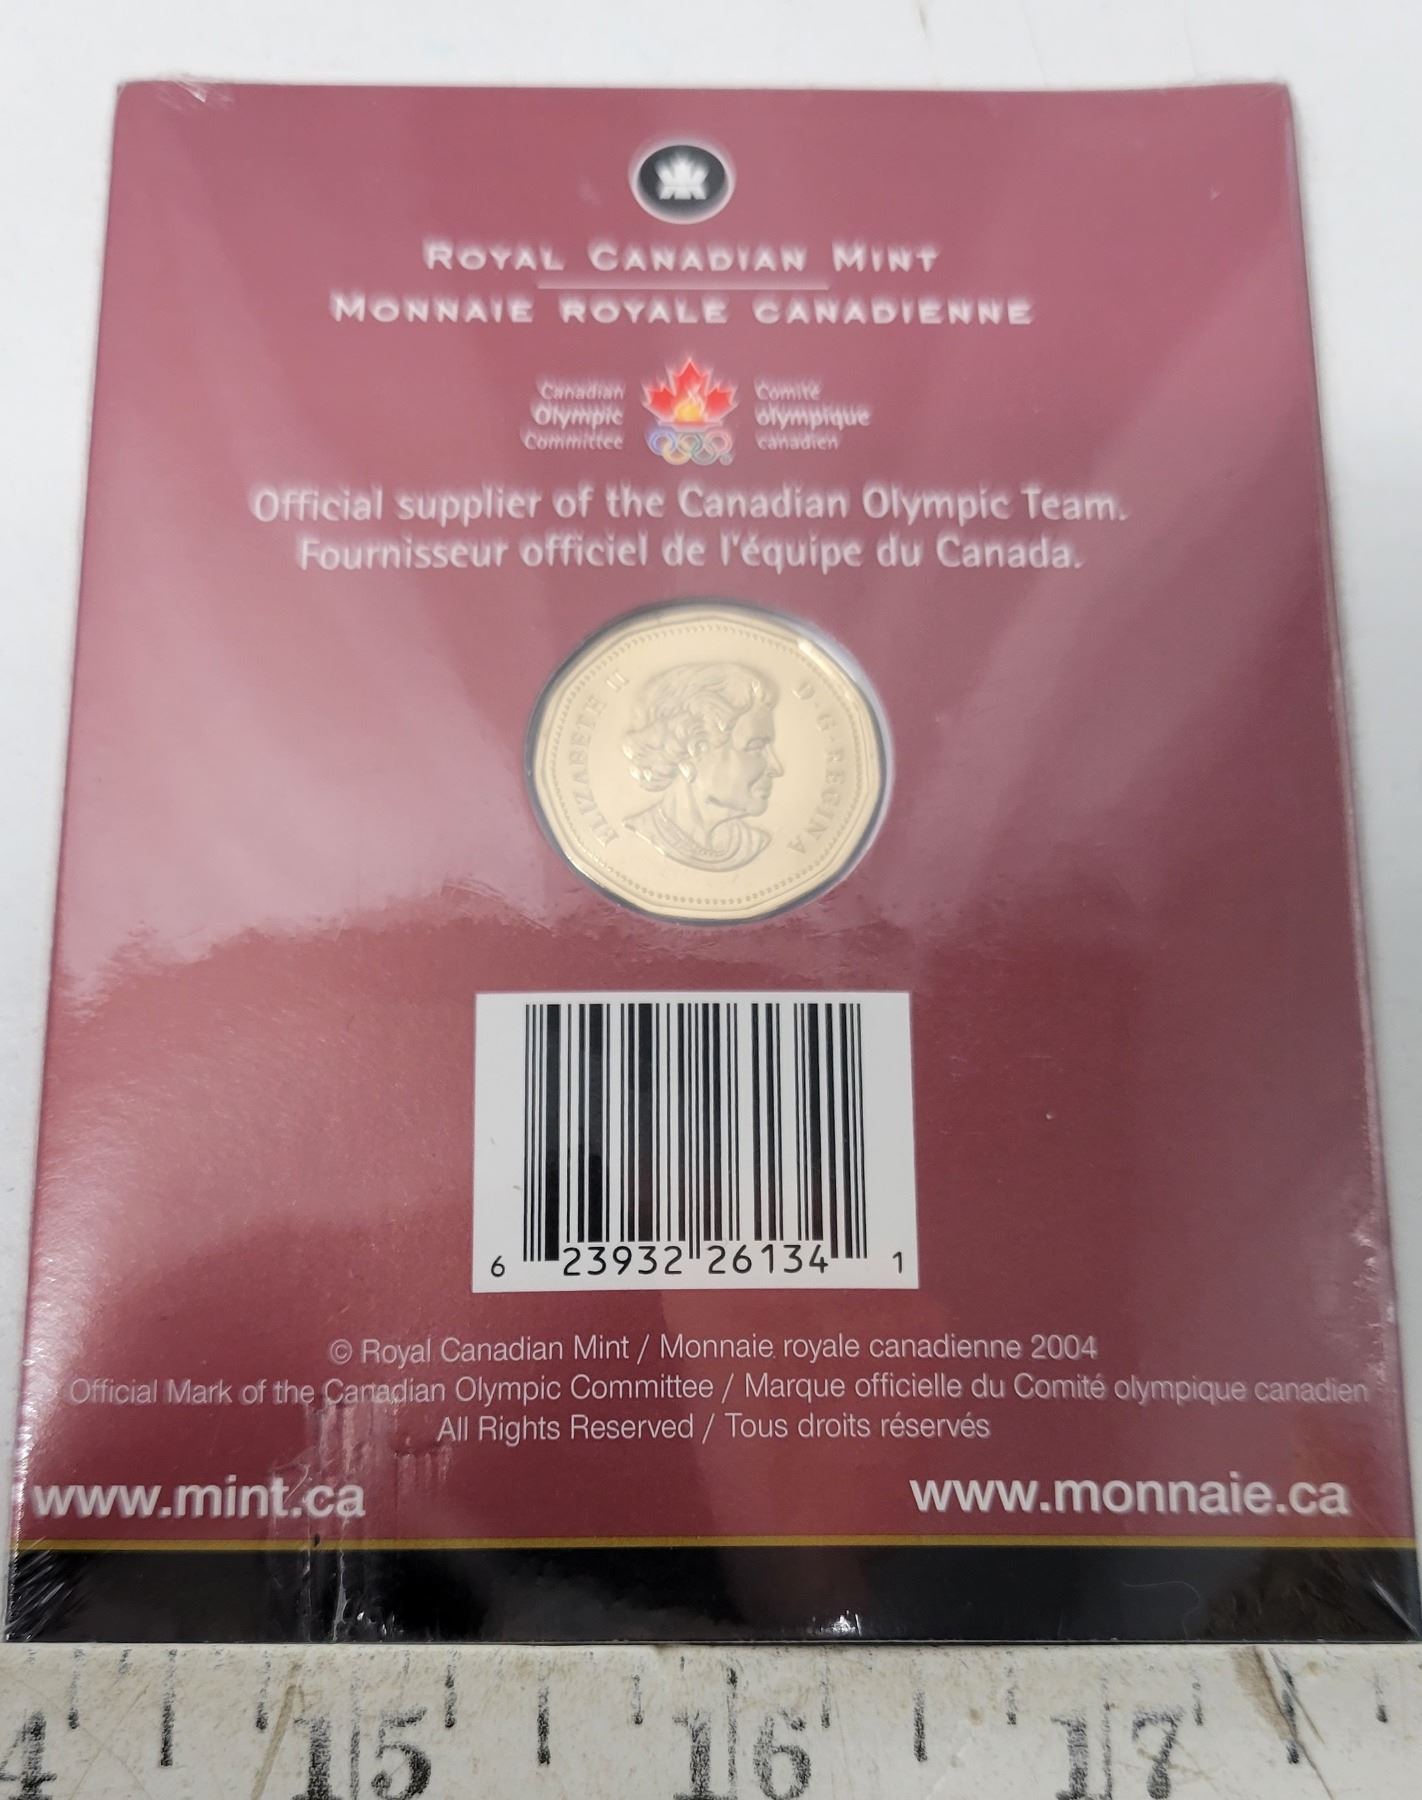 ROYAL CANADIAN MINT
MONNAIE ROYALE CANADIENNE
Canadian Olympic Committee
Comité olympique canadien
Official supplier of the Canadian Olympic Team.
Fournisseur officiel de l'équipe du Canada.
ELIZABETH II D·G·REGINA
6 23932 26134 1
© Royal Canadian Mint / Monnaie royale canadienne 2004
Official Mark of the Canadian Olympic Committee / Marque officielle du Comité olympique canadien
All Rights Reserved / Tous droits réservés
www.mint.ca www.monnaie.ca
4 15 16 17